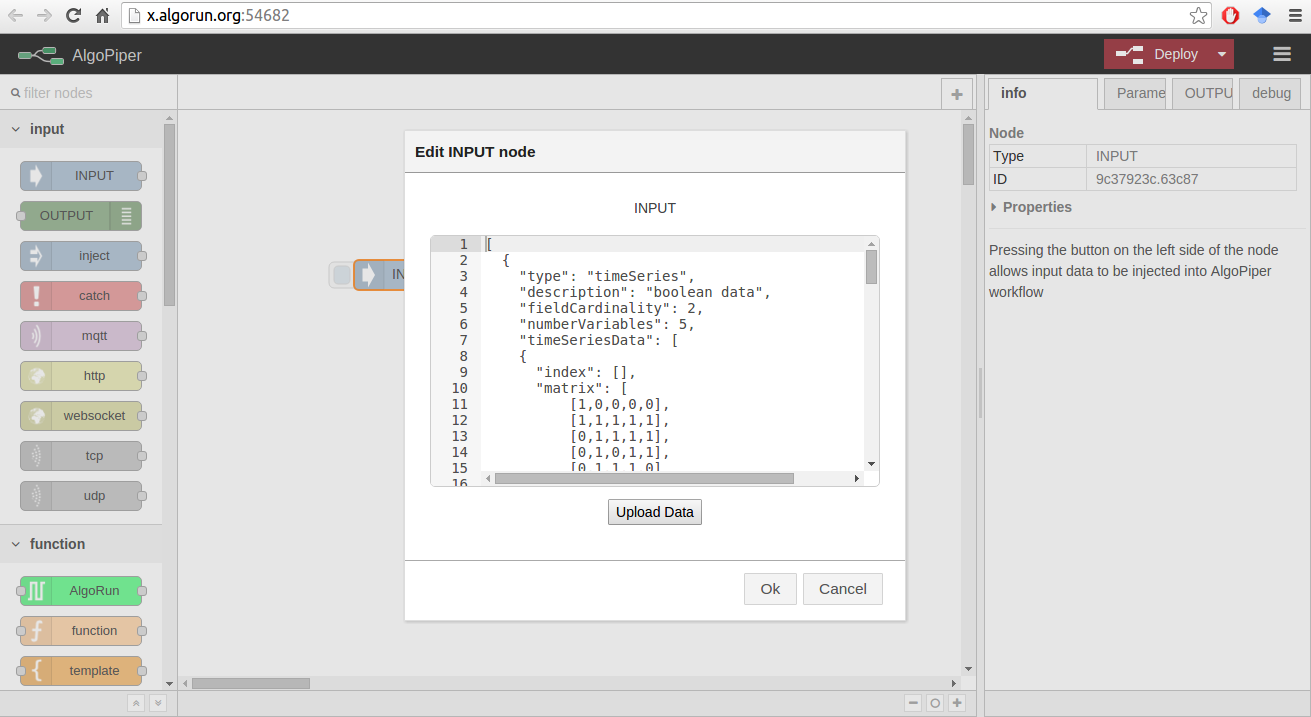 x.algorun.org:54682
AlgoPiper
Deploy
filter nodes
input
INPUT
OUTPUT
inject
catch
mqtt
http
websocket
tcp
udp
function
AlgoRun
function
template
IN
Edit INPUT node
INPUT
1 [
2 {
3 "type": "timeSeries",
4 "description": "boolean data",
5 "fieldCardinality": 2,
6 "numberVariables": 5,
7 "timeSeriesData": [
8 {
9 "index": [],
10 "matrix": [
11 [1,0,0,0,0],
12 [1,1,1,1,1],
13 [0,1,1,1,1],
14 [0,1,0,1,1],
15 [0,1,1,1,0]
16
Upload Data
Ok Cancel
info Parame OUTPU debug
Node
Type INPUT
ID 9c37923c.63c87
Properties
Pressing the button on the left side of the node
allows input data to be injected into AlgoPiper
workflow